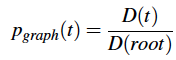 p_graph(t) = D(t) / D(root)